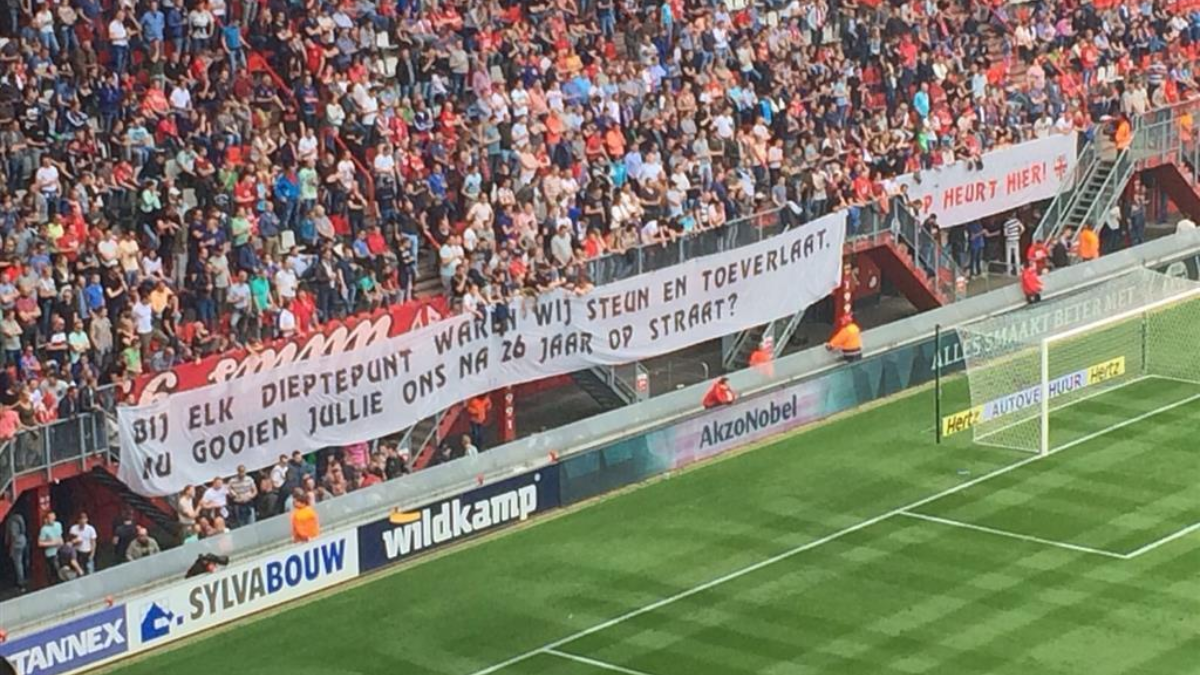 BIJ ELK DIEPTEPUNT WAREN WIJ STEUN EN TOEVERLAAT.
NU GOOIEN JULLIE ONS NA 26 JAAR OP STRAAT?
P HEURT HIER!
ALLES SMAAKT BETER MET
Hertz AUTOVERHUUR Hertz
AkzoNobel
wildkamp
SYLVABOUW
TANNEX